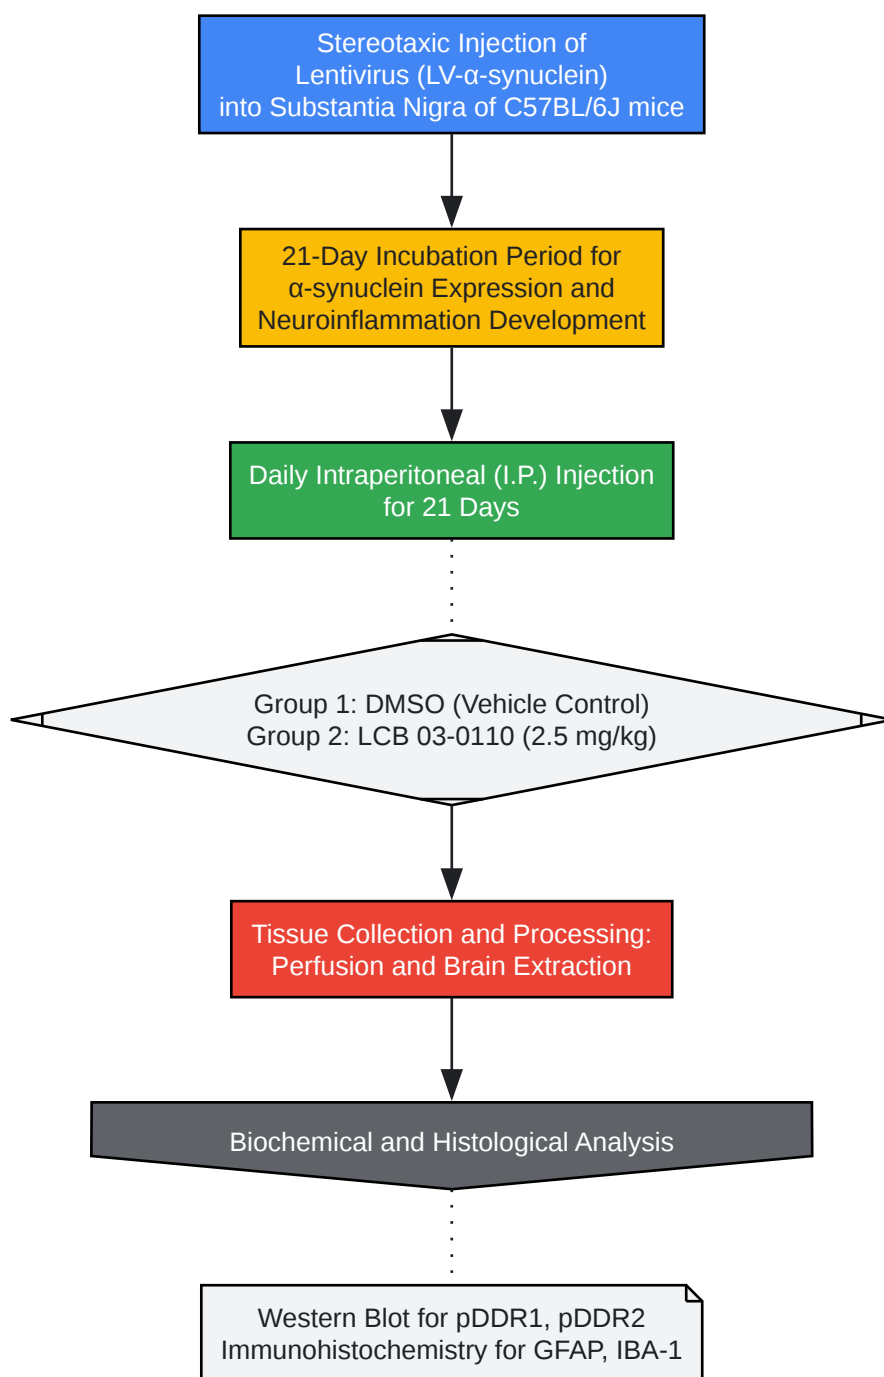 Stereotaxic Injection of
Lentivirus (LV-α-synuclein)
into Substantia Nigra of C57BL/6J mice
21-Day Incubation Period for
α-synuclein Expression and
Neuroinflammation Development
Daily Intraperitoneal (I.P.) Injection
for 21 Days
Group 1: DMSO (Vehicle Control)
Group 2: LCB 03-0110 (2.5 mg/kg)
Tissue Collection and Processing:
Perfusion and Brain Extraction
Biochemical and Histological Analysis
Western Blot for pDDR1, pDDR2
Immunohistochemistry for GFAP, IBA-1